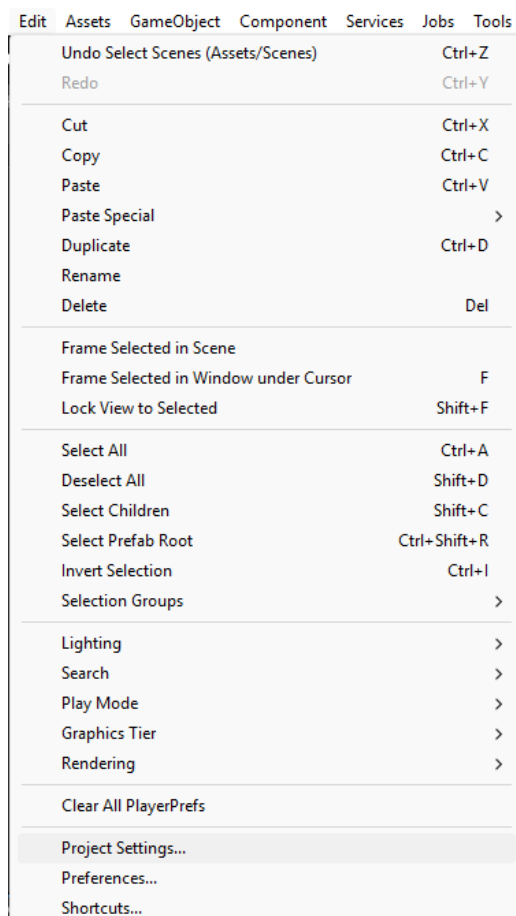 Edit Assets GameObject Component Services Jobs Tools
Undo Select Scenes (Assets/Scenes) Ctrl+Z
Redo Ctrl+Y
Cut Ctrl+X
Copy Ctrl+C
Paste Ctrl+V
Paste Special >
Duplicate Ctrl+D
Rename
Delete Del
Frame Selected in Scene
Frame Selected in Window under Cursor F
Lock View to Selected Shift+F
Select All Ctrl+A
Deselect All Shift+D
Select Children Shift+C
Select Prefab Root Ctrl+Shift+R
Invert Selection Ctrl+I
Selection Groups >
Lighting >
Search >
Play Mode >
Graphics Tier >
Rendering >
Clear All PlayerPrefs
Project Settings...
Preferences...
Shortcuts...